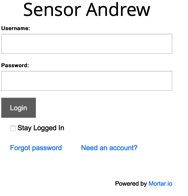 Sensor Andrew
Username:
Password:
Login
Stay Logged In
Forgot password Need an account?
Powered by Mortar.io